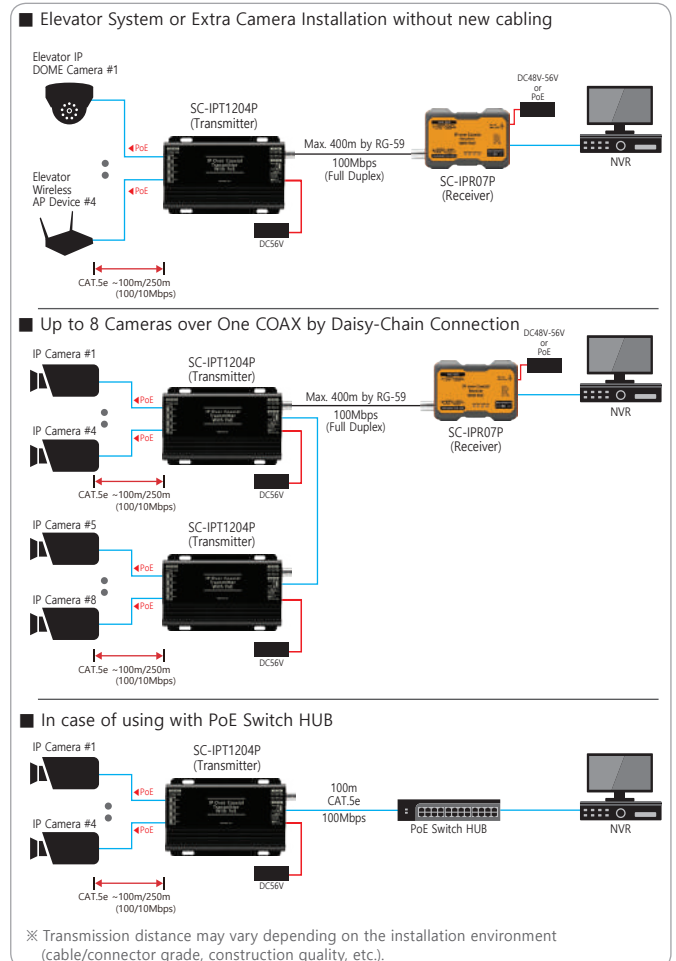 ■ Elevator System or Extra Camera Installation without new cabling
Elevator IP
DOME Camera #1
SC-IPT1204P
(Transmitter)
DC48V-56V
or
PoE
◀PoE
Max. 400m by RG-59
100Mbps
(Full Duplex)
SC-IPR07P
(Receiver)
NVR
Elevator
Wireless
AP Device #4
◀PoE
DC56V
CAT.5e ~100m/250m
(100/10Mbps)
■ Up to 8 Cameras over One COAX by Daisy-Chain Connection
DC48V-56V
or
PoE
IP Camera #1
SC-IPT1204P
(Transmitter)
◀PoE
Max. 400m by RG-59
100Mbps
(Full Duplex)
SC-IPR07P
(Receiver)
NVR
IP Camera #4
◀PoE
DC56V
CAT.5e ~100m/250m
(100/10Mbps)
IP Camera #5
SC-IPT1204P
(Transmitter)
◀PoE
IP Camera #8
◀PoE
DC56V
CAT.5e ~100m/250m
(100/10Mbps)
■ In case of using with PoE Switch HUB
IP Camera #1
SC-IPT1204P
(Transmitter)
◀PoE
100m
CAT.5e
100Mbps
PoE Switch HUB
NVR
IP Camera #4
◀PoE
DC56V
CAT.5e ~100m/250m
(100/10Mbps)
※ Transmission distance may vary depending on the installation environment
(cable/connector grade, construction quality, etc.).